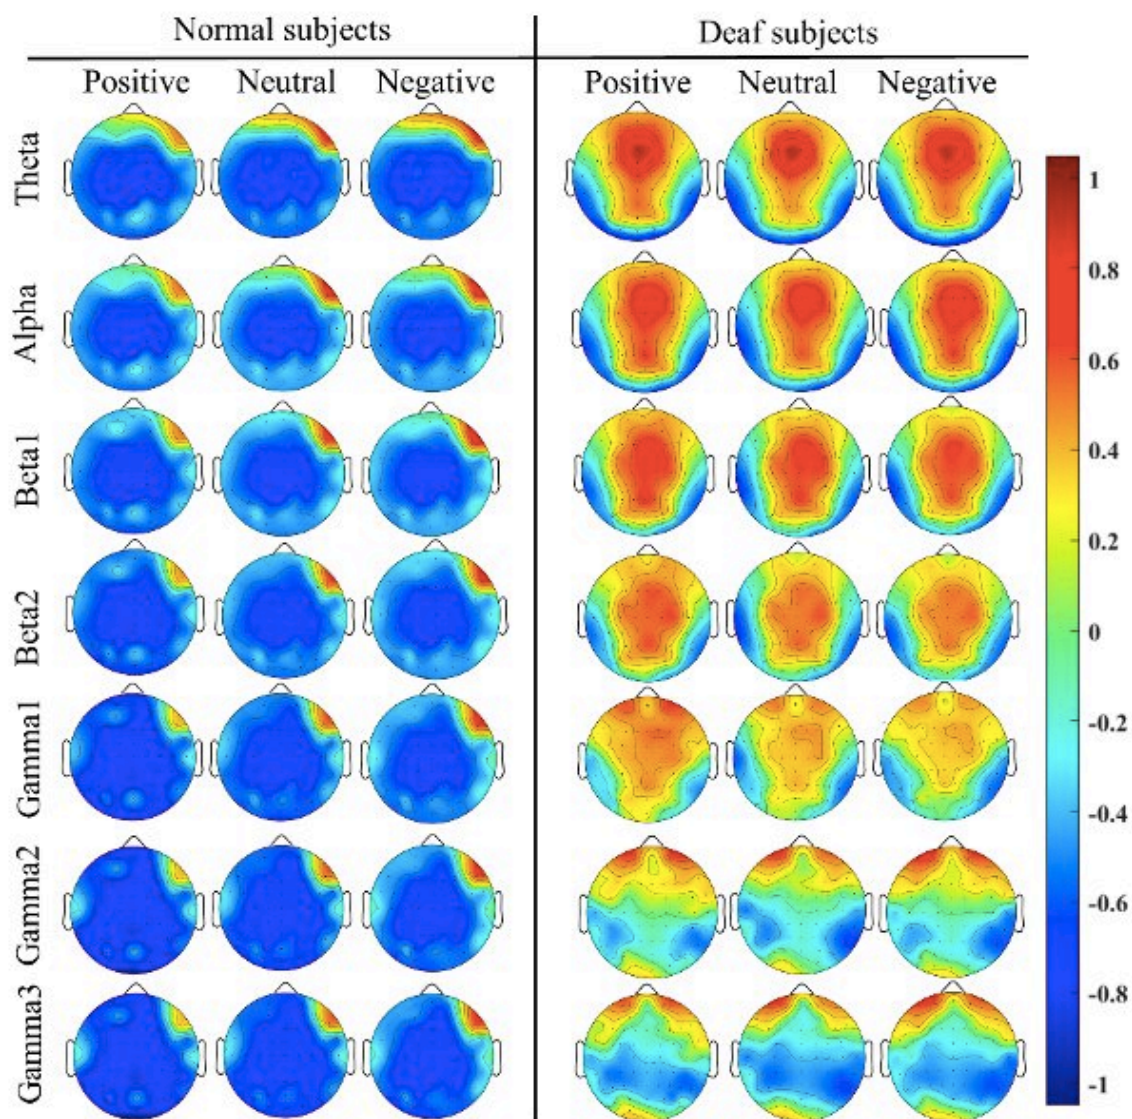 Normal subjects
Deaf subjects
Positive Neutral Negative
Positive Neutral Negative
Theta
Alpha
Beta1
Beta2
Gamma1
Gamma2
Gamma3
1
0.8
0.6
0.4
0.2
0
-0.2
-0.4
-0.6
-0.8
-1